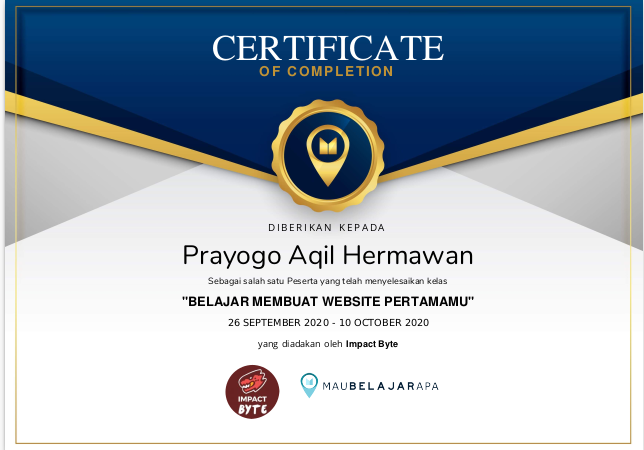 CERTIFICATE
OF COMPLETION
DIBERIKAN KEPADA
Prayogo Aqil Hermawan
Sebagai salah satu Peserta yang telah menyelesaikan kelas
"BELAJAR MEMBUAT WEBSITE PERTAMAMU"
26 SEPTEMBER 2020 - 10 OCTOBER 2020
yang diadakan oleh Impact Byte
IMPACT
BYTE
MAUBELAJARAPA